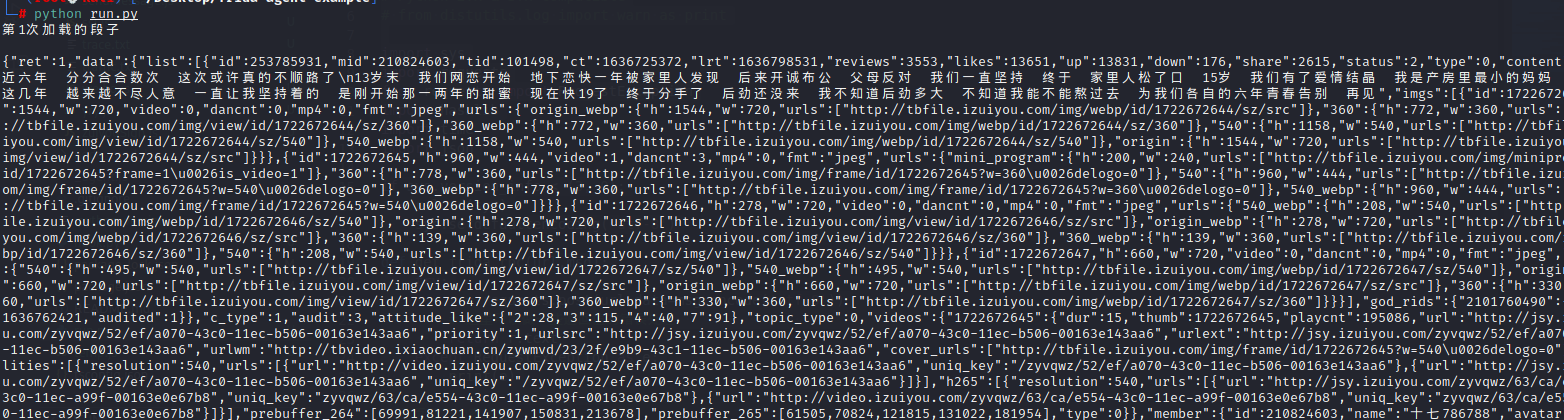 └─# python run.py
第1次加载的段子
{"ret":1,"data":{"list":[{"id":253785931,"mid":210824603,"tid":101498,"ct":1636725372,"lrt":1636798531,"reviews":3553,"likes":13651,"up":13831,"down":176,"share":2615,"status":2,"type":0,"content
近六年 分分合合数次 这次或许真的不顺路了\n13岁末 我们网恋开始 地下恋快一年被家里人发现 后来开诚布公 父母反对 我们一直坚持 终于 家里人松了口 15岁 我们有了爱情结晶 我是产房里最小的妈妈
这几年 越来越不尽人意 一直让我坚持着的 是刚开始那一两年的甜蜜 现在快19了 终于分手了 后劲还没来 我不知道后劲多大 不知道我能不能熬过去 为我们各自的六年青春告别 再见","imgs":[{"id":1722672
":1544,"w":720,"video":0,"dancnt":0,"mp4":0,"fmt":"jpeg","urls":{"origin_webp":{"h":1544,"w":720,"urls":["http://tbfile.izuiyou.com/img/webp/id/1722672644/sz/src"]},"360":{"h":772,"w":360,"urls":["http
://tbfile.izuiyou.com/img/view/id/1722672644/sz/360"]},"360_webp":{"h":772,"w":360,"urls":["http://tbfile.izuiyou.com/img/webp/id/1722672644/sz/360"]},"540":{"h":1158,"w":540,"urls":["http://tbfile.izu
iyou.com/img/view/id/1722672644/sz/540"]},"540_webp":{"h":1158,"w":540,"urls":["http://tbfile.izuiyou.com/img/webp/id/1722672644/sz/540"]},"origin":{"h":1544,"w":720,"urls":["http://tbfile.izuiyou.com/
img/view/id/1722672644/sz/src"]}}},{"id":1722672645,"h":960,"w":444,"video":1,"dancnt":3,"mp4":0,"fmt":"jpeg","urls":{"mini_program":{"h":200,"w":240,"urls":["http://tbfile.izuiyou.com/img/minipro
id/1722672645?frame=1\u0026is_video=1"]},"360":{"h":778,"w":360,"urls":["http://tbfile.izuiyou.com/img/frame/id/1722672645?w=360\u0026delogo=0"]},"540":{"h":960,"w":444,"urls":["http://tbfile.izuiyou.c
om/img/frame/id/1722672645?w=540\u0026delogo=0"]},"360_webp":{"h":778,"w":360,"urls":["http://tbfile.izuiyou.com/img/frame/id/1722672645?w=360\u0026delogo=0"]},"540_webp":{"h":960,"w":444,"urls":["http:/
/tbfile.izuiyou.com/img/frame/id/1722672645?w=540\u0026delogo=0"]}}},{"id":1722672646,"h":278,"w":720,"video":0,"dancnt":0,"mp4":0,"fmt":"jpeg","urls":{"540_webp":{"h":208,"w":540,"urls":["http://tbf
ile.izuiyou.com/img/webp/id/1722672646/sz/540"]},"origin":{"h":278,"w":720,"urls":["http://tbfile.izuiyou.com/img/view/id/1722672646/sz/src"]},"origin_webp":{"h":278,"w":720,"urls":["http://tbfile.izui
you.com/img/webp/id/1722672646/sz/src"]},"360":{"h":139,"w":360,"urls":["http://tbfile.izuiyou.com/img/view/id/1722672646/sz/360"]},"360_webp":{"h":139,"w":360,"urls":["http://tbfile.izuiyou.com/img/we
bp/id/1722672646/sz/360"]},"540":{"h":208,"w":540,"urls":["http://tbfile.izuiyou.com/img/view/id/1722672646/sz/540"]}}},{"id":1722672647,"h":660,"w":720,"video":0,"dancnt":0,"mp4":0,"fmt":"jpeg",
:{"540":{"h":495,"w":540,"urls":["http://tbfile.izuiyou.com/img/view/id/1722672647/sz/540"]},"540_webp":{"h":495,"w":540,"urls":["http://tbfile.izuiyou.com/img/webp/id/1722672647/sz/540"]},"origin
":660,"w":720,"urls":["http://tbfile.izuiyou.com/img/view/id/1722672647/sz/src"]},"origin_webp":{"h":660,"w":720,"urls":["http://tbfile.izuiyou.com/img/webp/id/1722672647/sz/src"]},"360":{"h":330
60,"urls":["http://tbfile.izuiyou.com/img/view/id/1722672647/sz/360"]},"360_webp":{"h":330,"w":360,"urls":["http://tbfile.izuiyou.com/img/webp/id/1722672647/sz/360"]}}}],"god_rids":{"2101760490":
1636762421,"audited":1}},"c_type":1,"audit":3,"attitude_like":{"2":28,"3":115,"4":40,"7":91},"topic_type":0,"videos":{"1722672645":{"dur":15,"thumb":1722672645,"playcnt":195086,"url":"http://jsy.
u.com/zyvqwz/52/ef/a070-43c0-11ec-b506-00163e143aa6","priority":1,"urlsrc":"http://jsy.izuiyou.com/zyvqwz/52/ef/a070-43c0-11ec-b506-00163e143aa6","urlext":"http://jsy.izuiyou.com/zyvqwz/52/ef/a07
-11ec-b506-00163e143aa6","urlwm":"http://tbvideo.ixiaochuan.cn/zywmvd/23/2f/e9b9-43c1-11ec-b506-00163e143aa6","cover_urls":["http://tbfile.izuiyou.com/img/frame/id/1722672645?w=540\u0026delogo=0"
lities":[{"resolution":540,"urls":[{"url":"http://video.izuiyou.com/zyvqwz/52/ef/a070-43c0-11ec-b506-00163e143aa6","uniq_key":"/zyvqwz/52/ef/a070-43c0-11ec-b506-00163e143aa6"},{"url":"http://jsy.
u.com/zyvqwz/52/ef/a070-43c0-11ec-b506-00163e143aa6","uniq_key":"/zyvqwz/52/ef/a070-43c0-11ec-b506-00163e143aa6"}]}],"h265":[{"resolution":540,"urls":[{"url":"http://jsy.izuiyou.com/zyvqwz/63/ca/
3c0-11ec-a99f-00163e0e67b8","uniq_key":"zyvqwz/63/ca/e554-43c0-11ec-a99f-00163e0e67b8"},{"url":"http://video.izuiyou.com/zyvqwz/63/ca/e554-43c0-11ec-a99f-00163e0e67b8","uniq_key":"zyvqwz/63/ca/e5
0-11ec-a99f-00163e0e67b8"}]}],"prebuffer_264":[69991,81221,141907,150831,213678],"prebuffer_265":[61505,70824,121815,131022,181954],"type":0}},"member":{"id":210824603,"name":"十七786788","avata